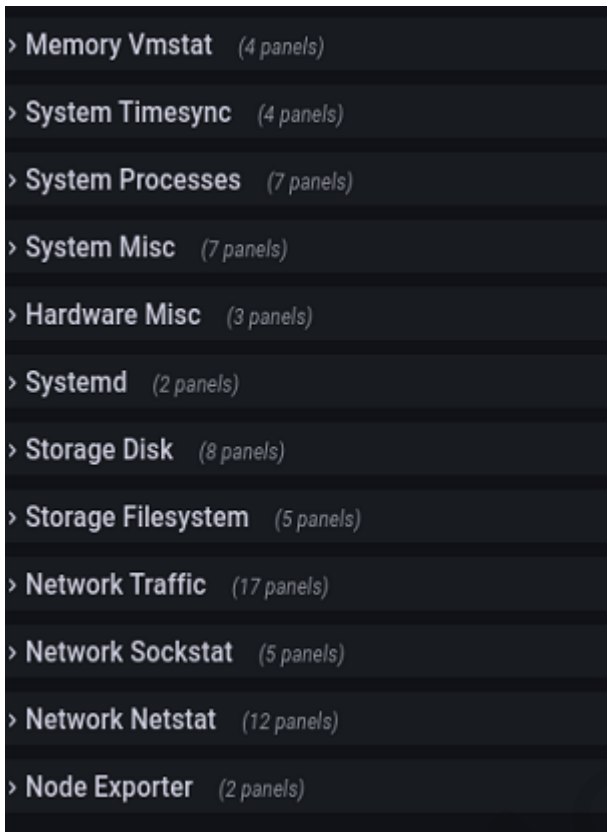 Memory Vmstat (4 panels)
System Timesync (4 panels)
System Processes (7 panels)
System Misc (7 panels)
Hardware Misc (3 panels)
Systemd (2 panels)
Storage Disk (8 panels)
Storage Filesystem (5 panels)
Network Traffic (17 panels)
Network Sockstat (5 panels)
Network Netstat (12 panels)
Node Exporter (2 panels)